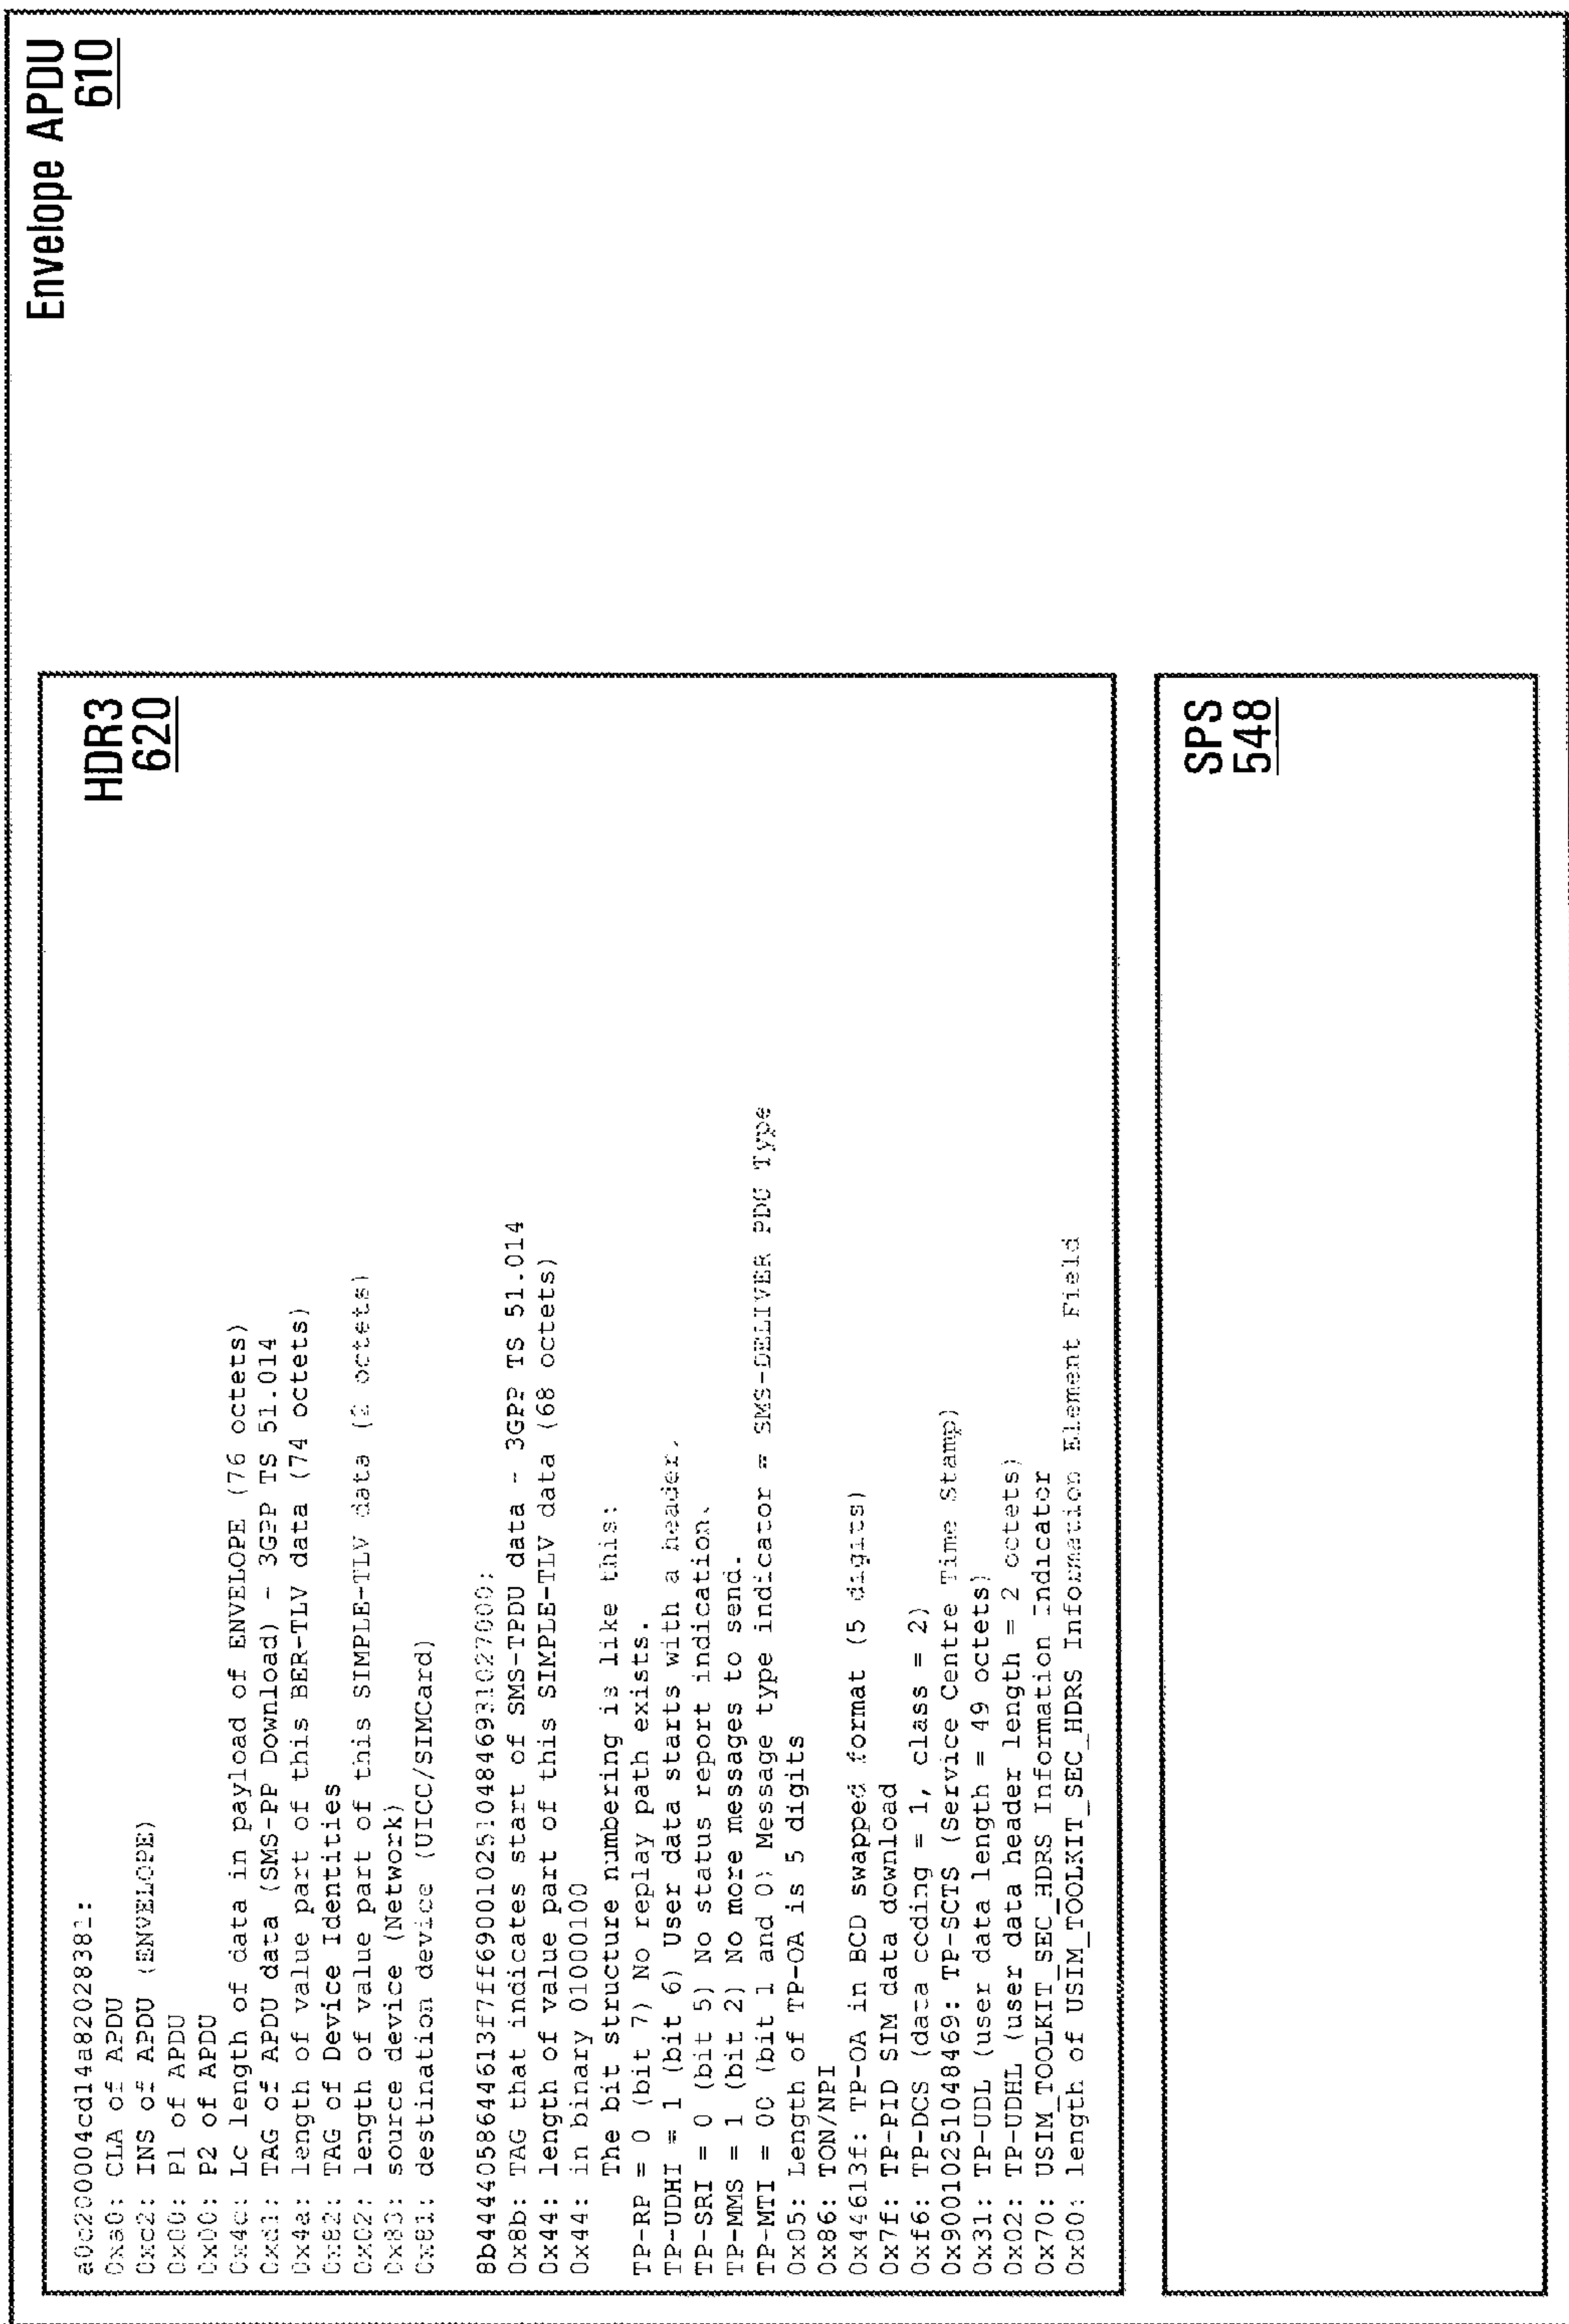 Envelope APDU
610
HDR3
620
a0c200004cd14a82028381:
0xa0: CLA of APDU
0xc2: INS of APDU (ENVELOPE)
0x00: P1 of APDU
0x00: P2 of APDU
0x4c: Lc length of data in payload of ENVELOPE (76 octets)
0xd1: TAG of APDU data (SMS-PP Download) - 3GPP TS 51.014
0x4a: length of value part of this BER-TLV data (74 octets)
0x82: TAG of Device Identities
0x02: length of value part of this SIMPLE-TLV data (2 octets)
0x83: source device (Network)
0x81: destination device (UICC/SIMCard)
8b4444058644613f7ff69001025104846931027000:
0x8b: TAG that indicates start of SMS-TPDU data - 3GPP TS 51.014
0x44: length of value part of this SIMPLE-TLV data (68 octets)
0x44: in binary 01000100
The bit structure numbering is like this:
TP-RP = 0 (bit 7) No replay path exists.
TP-UDHI = 1 (bit 6) User data starts with a header.
TP-SRI = 0 (bit 5) No status report indication.
TP-MMS = 1 (bit 2) No more messages to send.
TP-MTI = 00 (bit 1 and 0) Message type indicator = SMS-DELIVER PDU Type
0x05: Length of TP-OA is 5 digits
0x86: TON/NPI
0x44613f: TP-OA in BCD swapped format (5 digits)
0x7f: TP-PID SIM data download
0xf6: TP-DCS (data coding = 1, class = 2)
0x90010251048469: TP-SCTS (Service Centre Time Stamp)
0x31: TP-UDL (user data length = 49 octets)
0x02: TP-UDHL (user data header length = 2 octets)
0x70: USIM_TOOLKIT_SEC_HDRS Information Indicator
0x00: length of USIM_TOOLKIT_SEC_HDRS Information Element Field
SPS
548